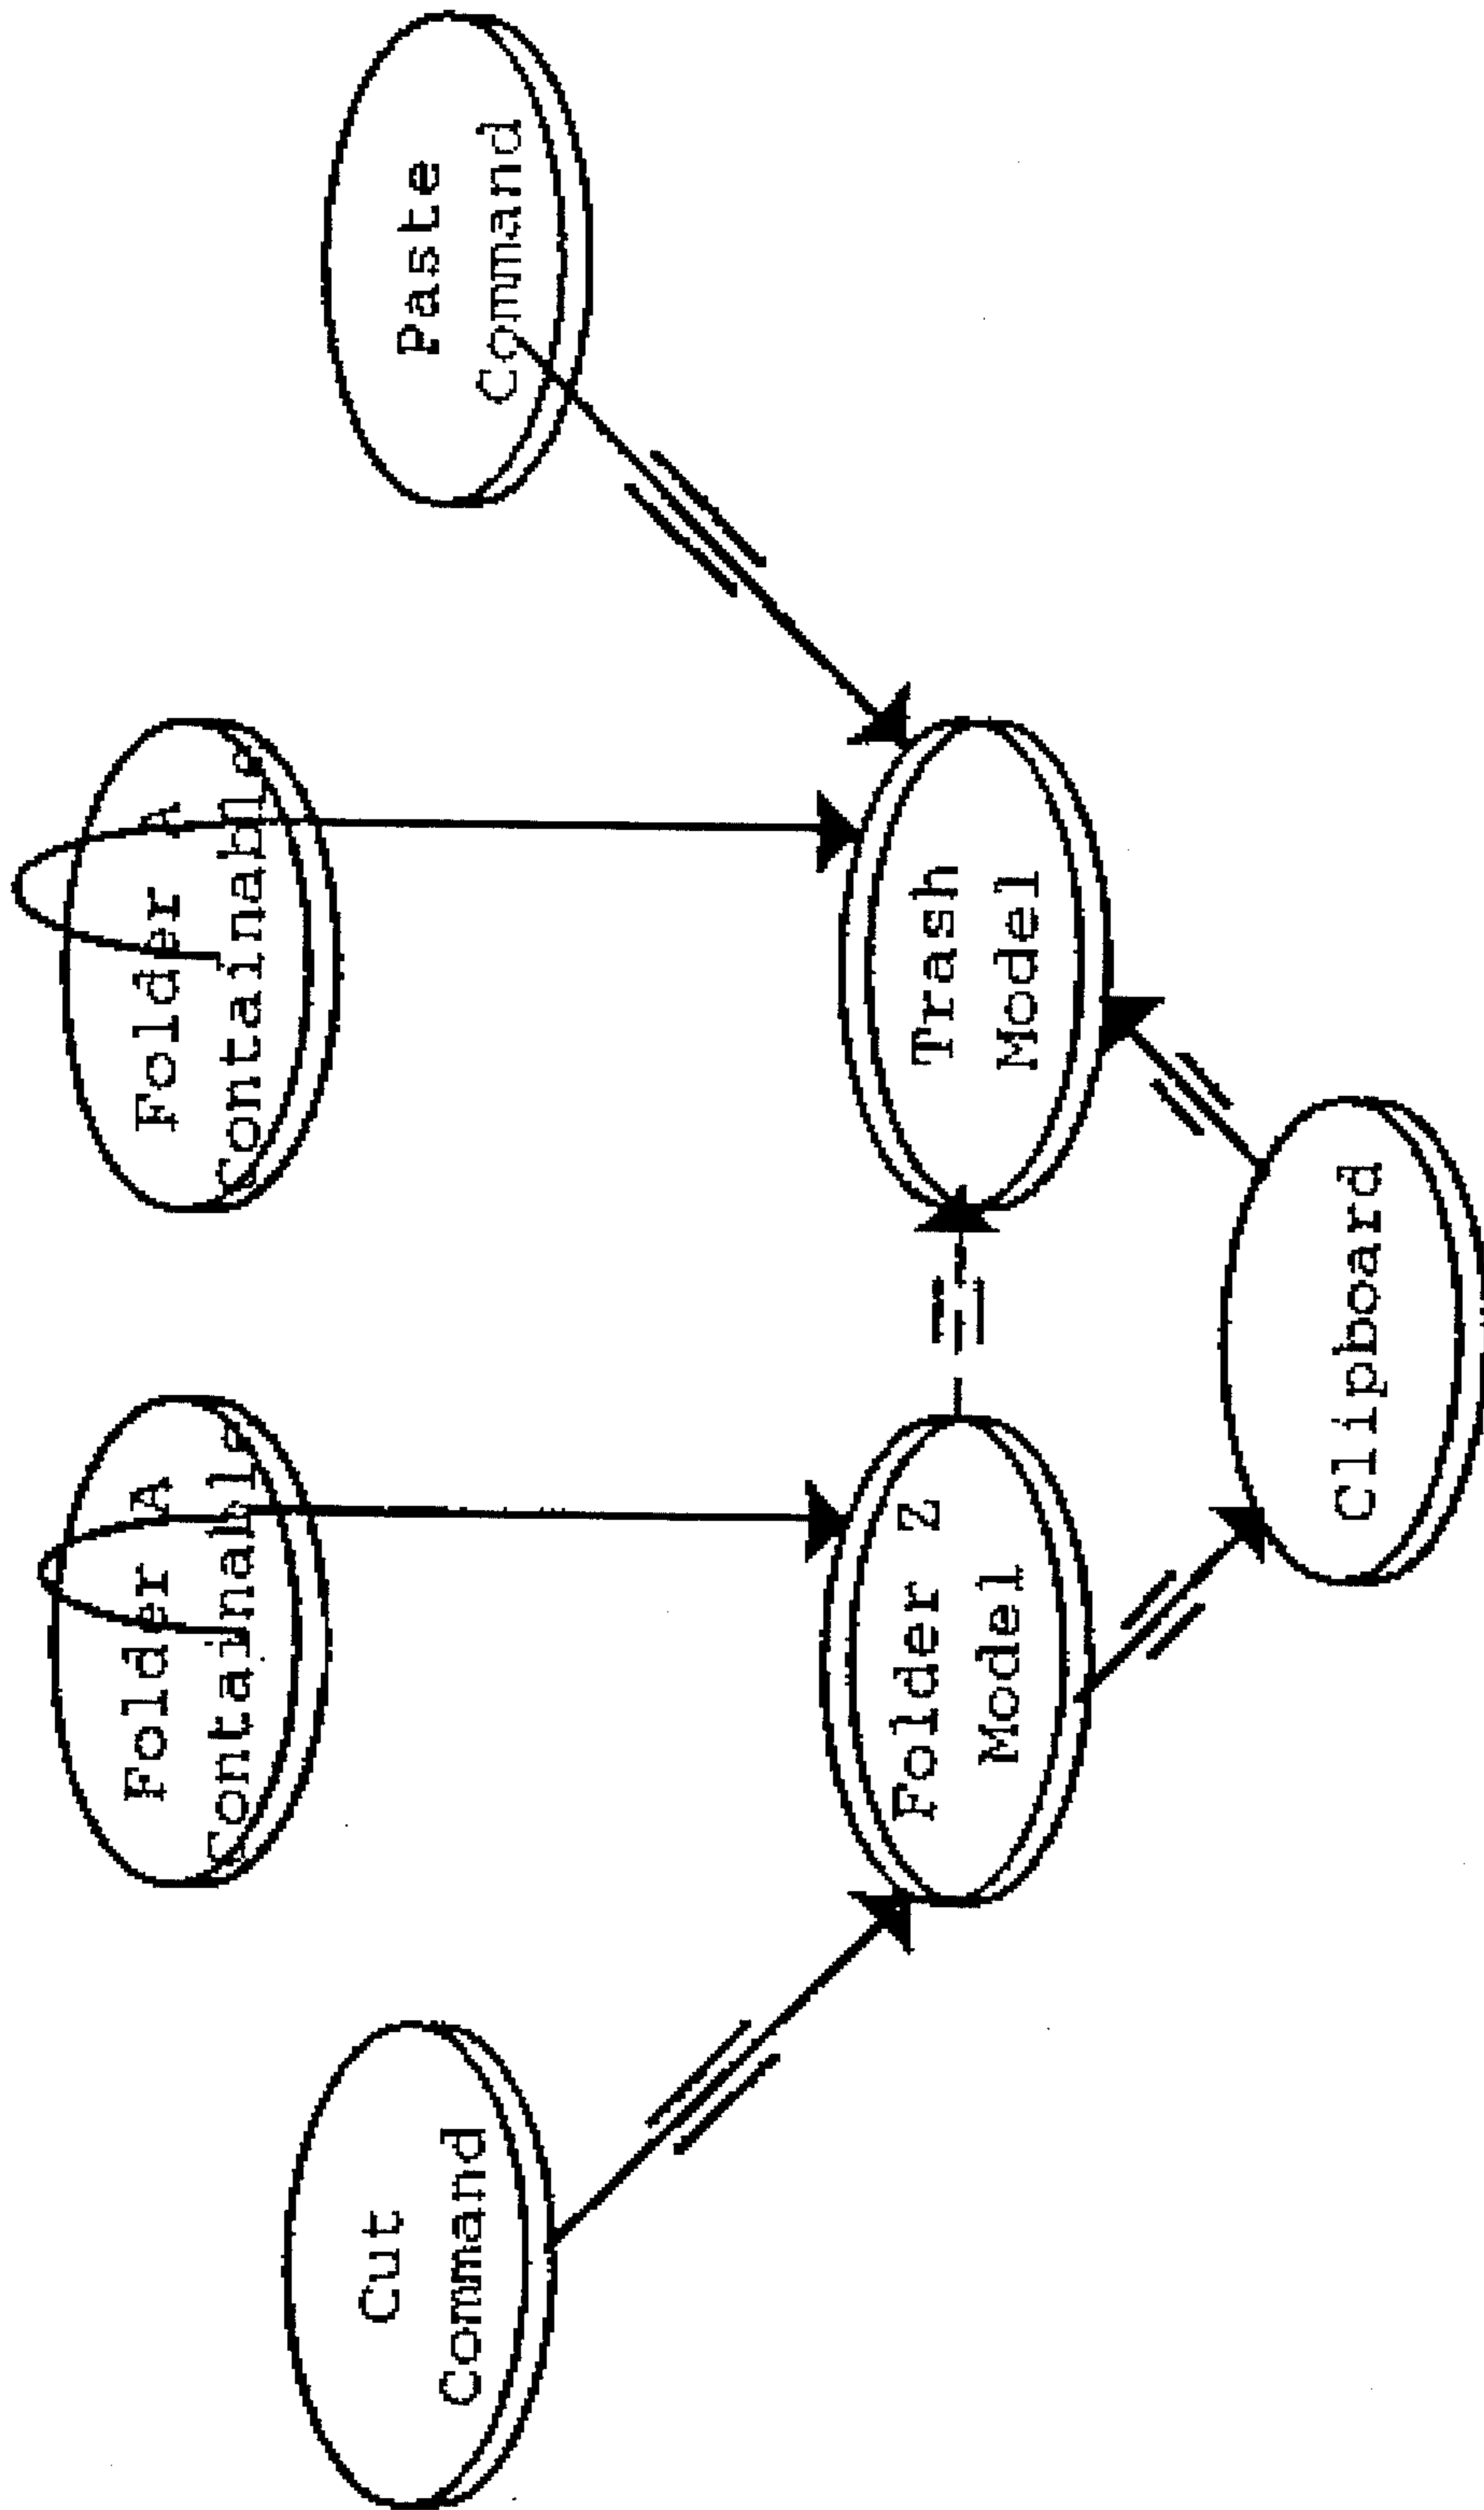 Folder A
Containable
Folder A
Containable
Cut
Command
Paste
Command
Folder Z
Model
Trash
Model
Clipboard